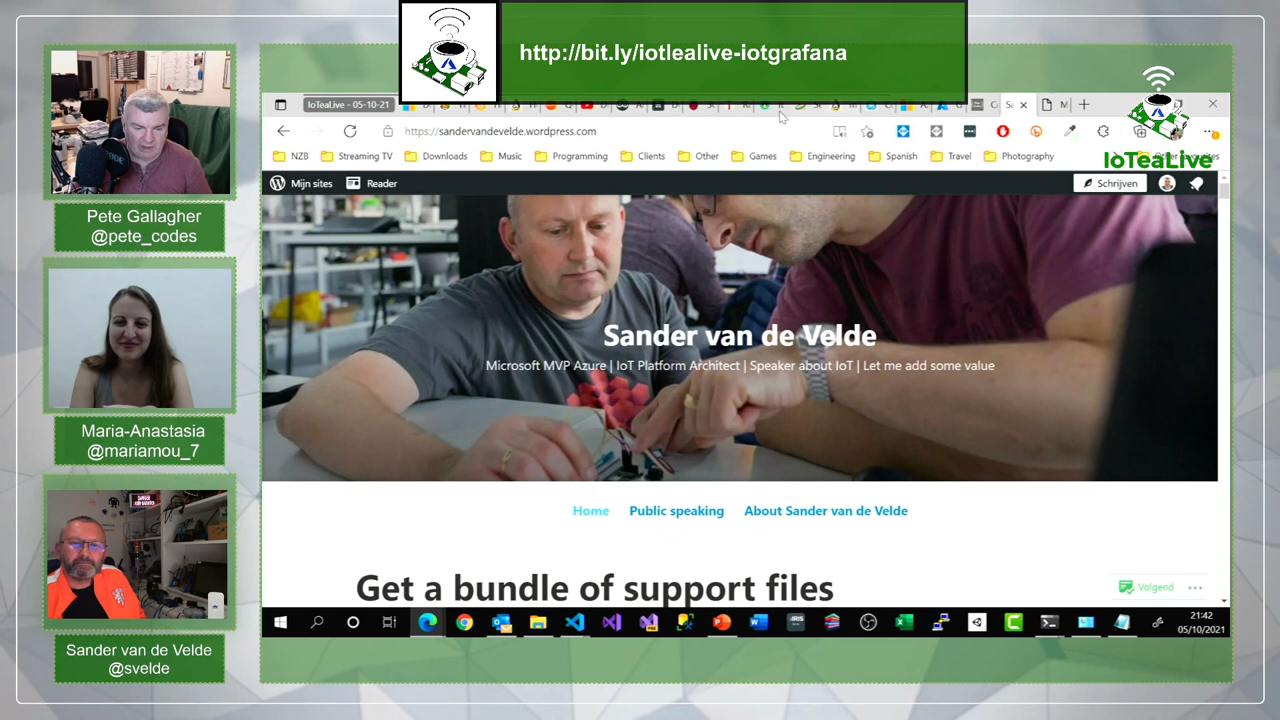 http://bit.ly/iotlealive-iotgrafana
Pete Gallagher
@pete_codes
Maria-Anastasia
@mariamou_7
Sander van de Velde
@svelde
IoTeaLive - 05-10-21
https://sandervandevelde.wordpress.com
NZB
Streaming TV
Downloads
Music
Programming
Clients
Other
Games
Engineering
Spanish
Travel
Photography
IoTeaLive
Mijn sites
Reader
Schrijven
Sander van de Velde
Microsoft MVP Azure | IoT Platform Architect | Speaker about IoT | Let me add some value
Home
Public speaking
About Sander van de Velde
Get a bundle of support files
Volgend
21:42
05/10/2021